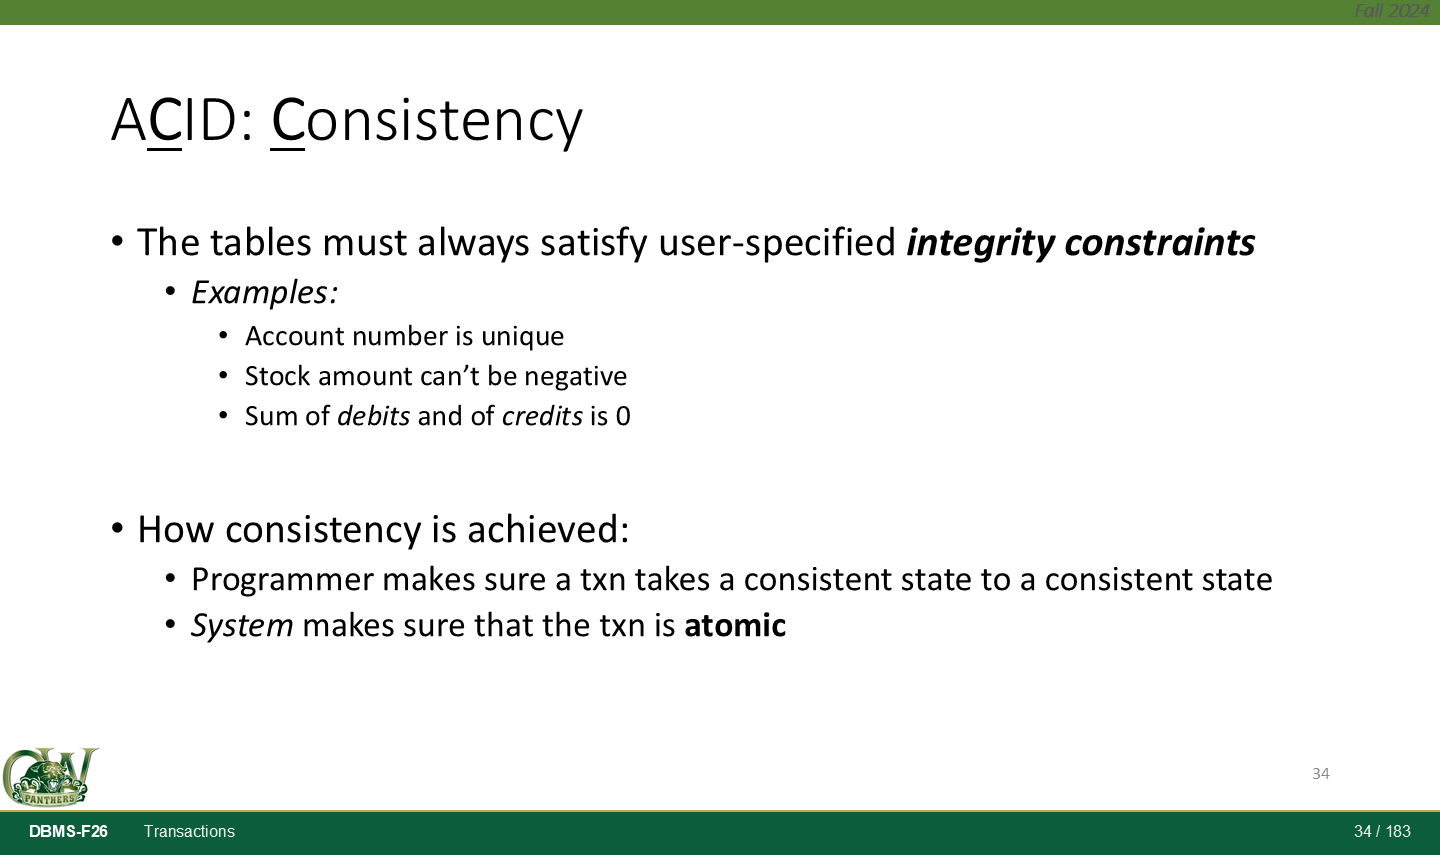 Fall 2024
ACID: Consistency
• The tables must always satisfy user-specified integrity constraints
• Examples:
• Account number is unique
• Stock amount can’t be negative
• Sum of debits and of credits is 0
• How consistency is achieved:
• Programmer makes sure a txn takes a consistent state to a consistent state
• System makes sure that the txn is atomic
OW
PANTHERS
34
DBMS-F26 Transactions 34 / 183